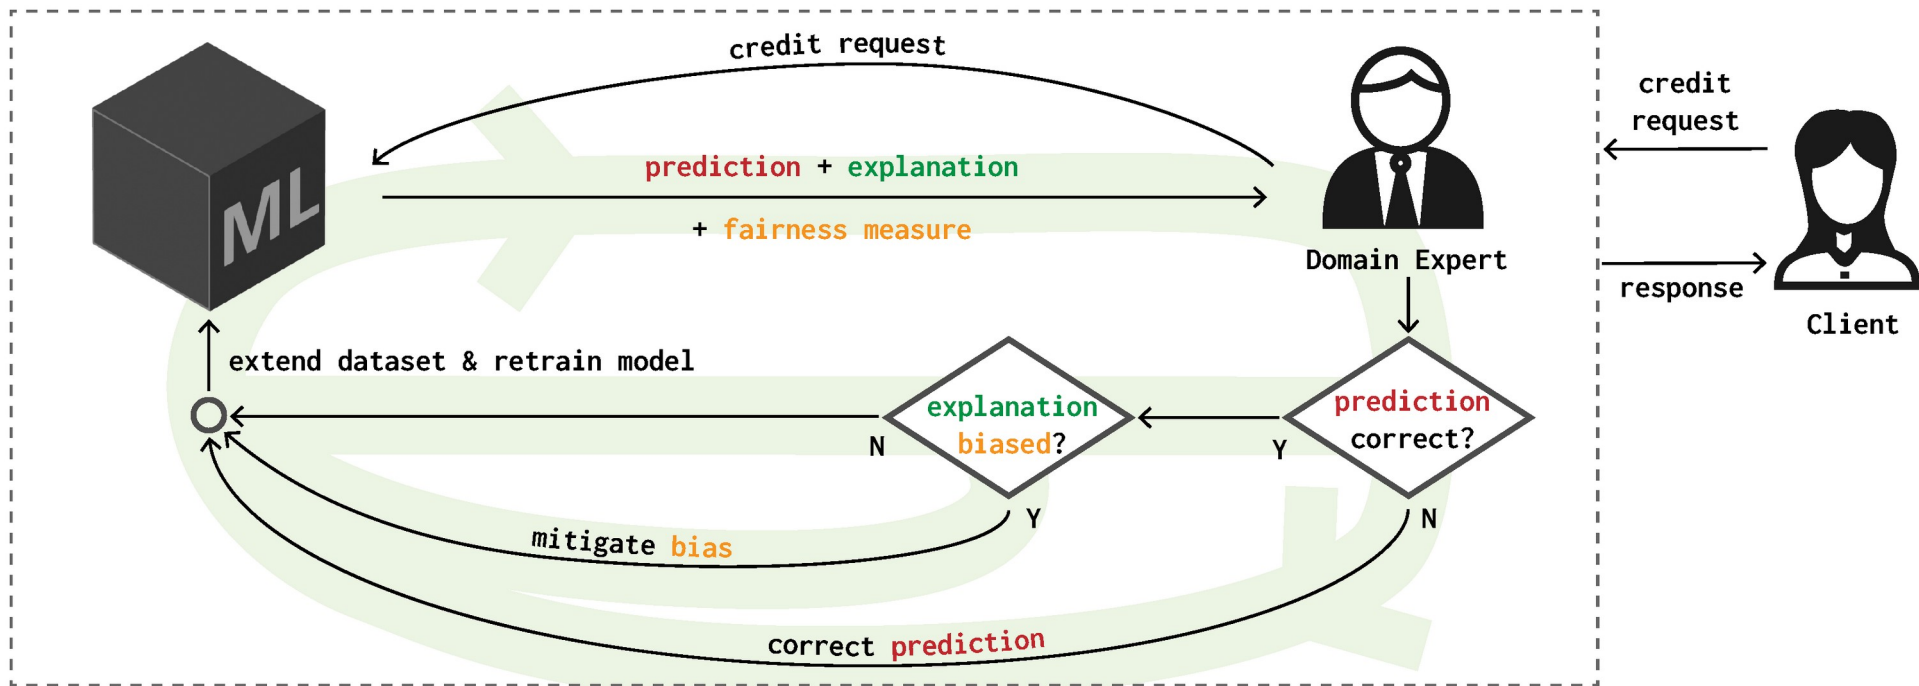 credit request
ML
prediction + explanation
+ fairness measure
Domain Expert
credit
request
response
Client
extend dataset & retrain model
explanation
biased?
prediction
correct?
N
Y
Y
N
mitigate bias
correct prediction